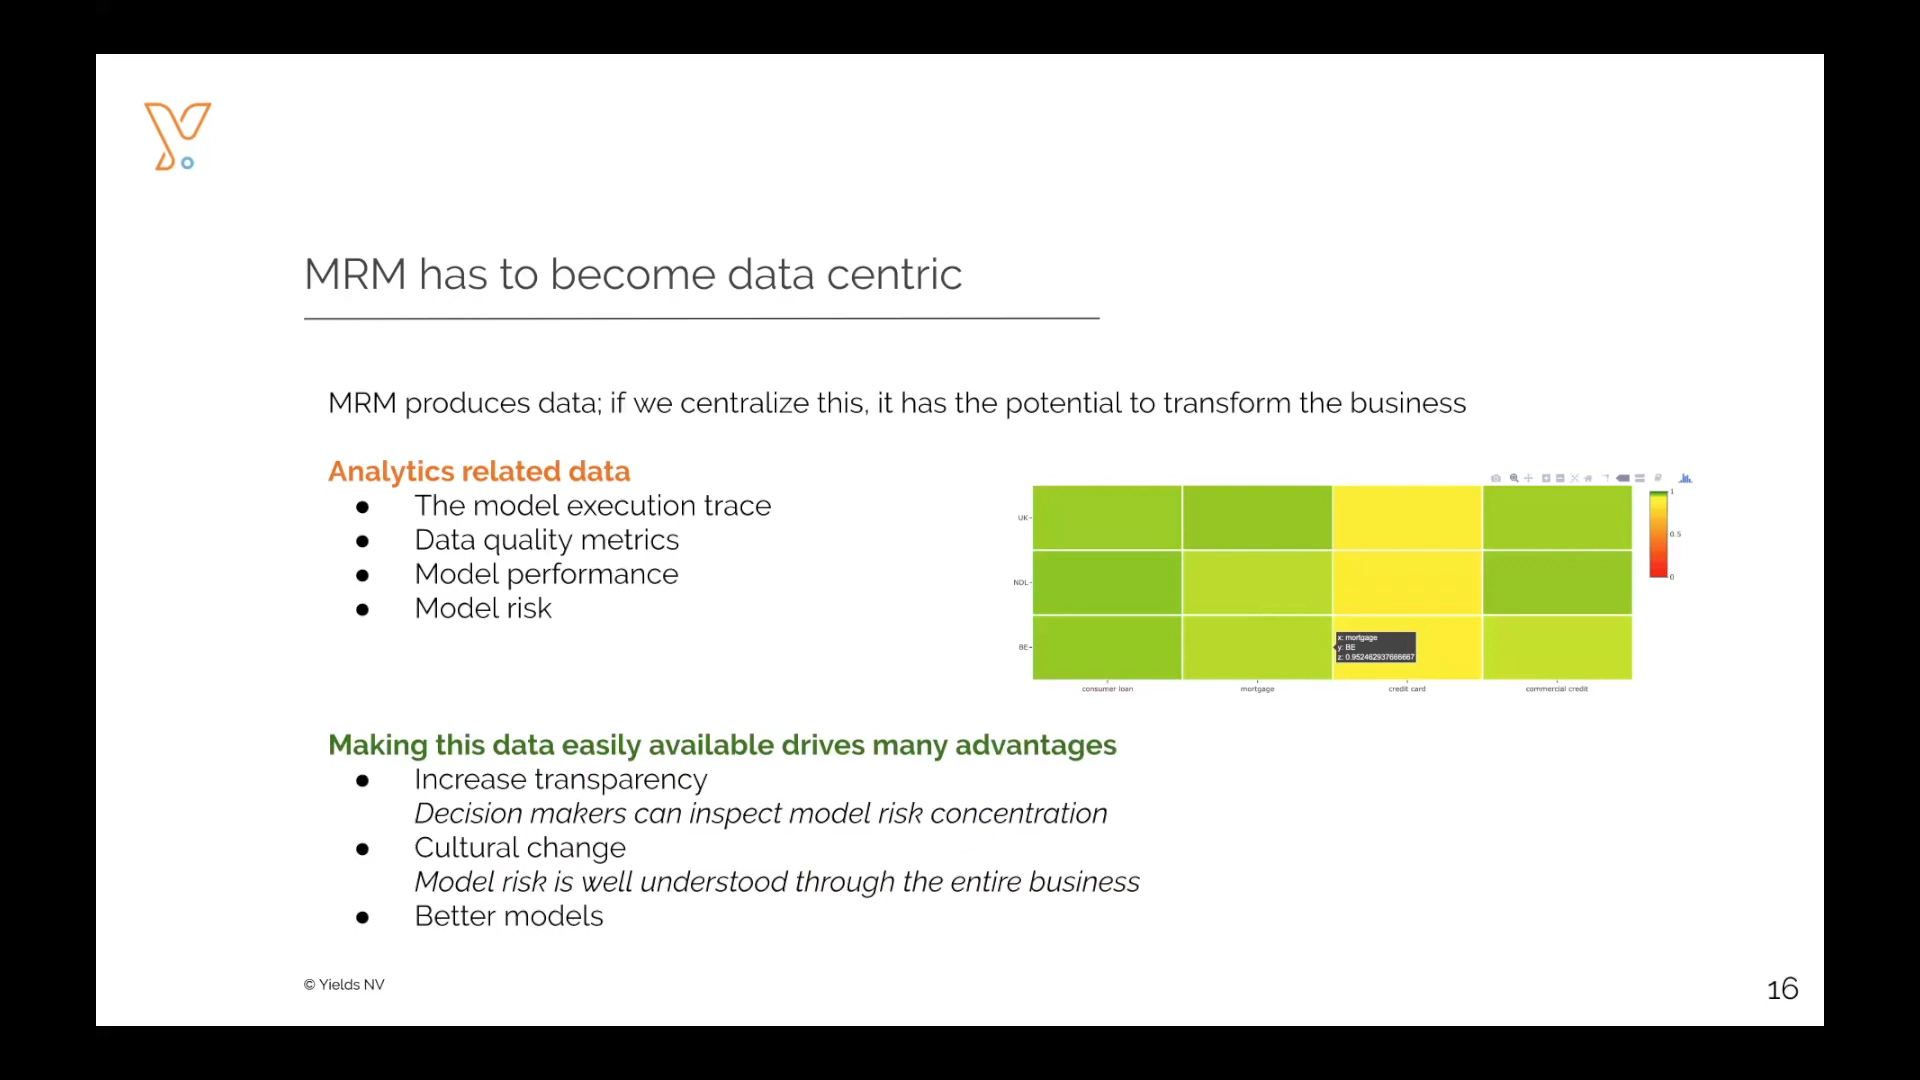 MRM has to become data centric
MRM produces data; if we centralize this, it has the potential to transform the business
Analytics related data
● The model execution trace
● Data quality metrics
● Model performance
● Model risk
UK
NDL
BE
1
0.5
0
x: mortgage
y: BE
z: 0.952462937666667
consumer loan
mortgage
credit card
commercial credit
Making this data easily available drives many advantages
● Increase transparency
Decision makers can inspect model risk concentration
● Cultural change
Model risk is well understood through the entire business
● Better models
© Yields NV
16